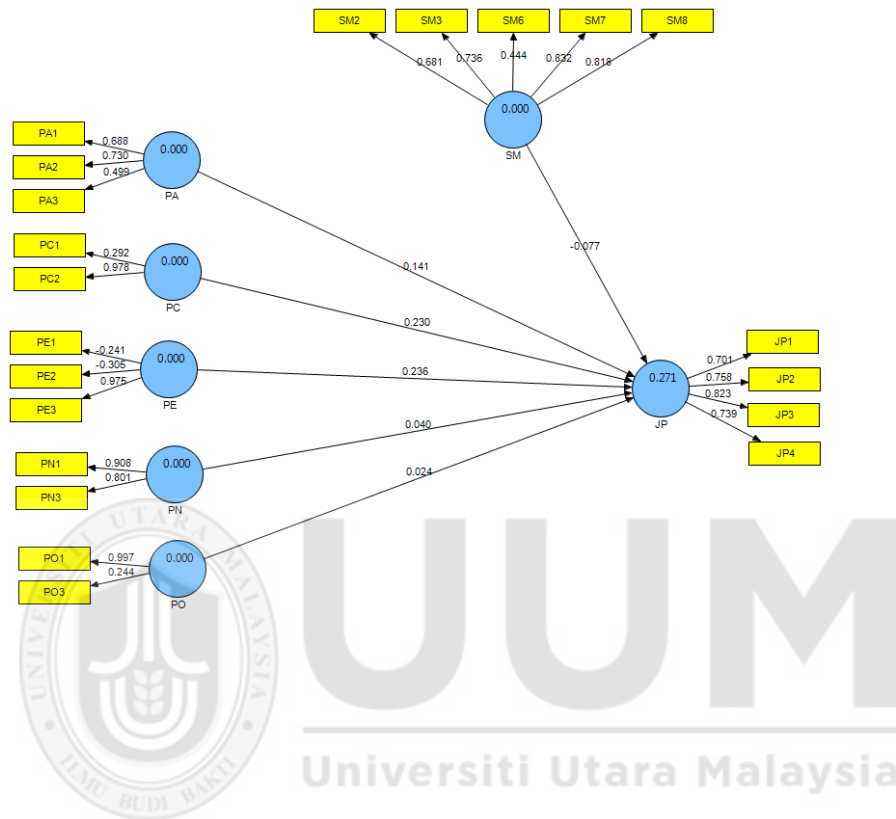 SM2 SM3 SM6 SM7 SM8
0.681 0.736 0.444 0.832 0.818
0.000
SM
PA1 0.688
PA2 0.730
PA3 0.499
0.000
PA
-0.077
0.141
PC1 0.292
PC2 0.978
0.000
PC
0.230
PE1 -0.241
PE2 -0.305
PE3 0.975
0.000
PE
0.236
0.271
JP
0.701 JP1
0.758 JP2
0.823 JP3
0.739 JP4
PN1 0.908
PN3 0.801
0.000
PN
0.040
PO1 0.997
PO3 0.244
0.000
PO
0.024
UNIVERSITI UTARA MALAYSIA
ILMU BUDI BAKTI
UUM
Universiti Utara Malaysia